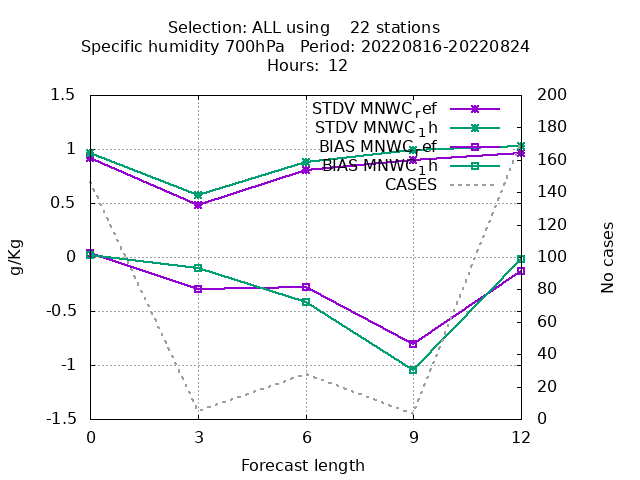 Selection: ALL using    22 stations
Specific humidity 700hPa   Period: 20220816-20220824
Hours: 12
STDV MNWC_ref
STDV MNWC_1h
BIAS MNWC_ref
BIAS MNWC_1h
CASES
1.5
1
0.5
0
-0.5
-1
-1.5
g/Kg
200
180
160
140
120
100
80
60
40
20
0
No cases
0 3 6 9 12
Forecast length